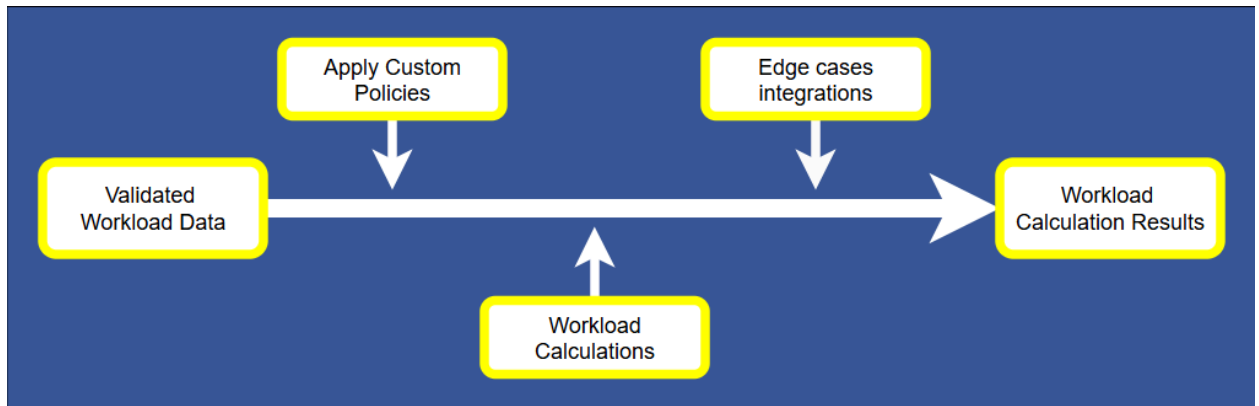 Apply Custom
Policies
Edge cases
integrations
Validated
Workload Data
Workload
Calculation Results
Workload
Calculations